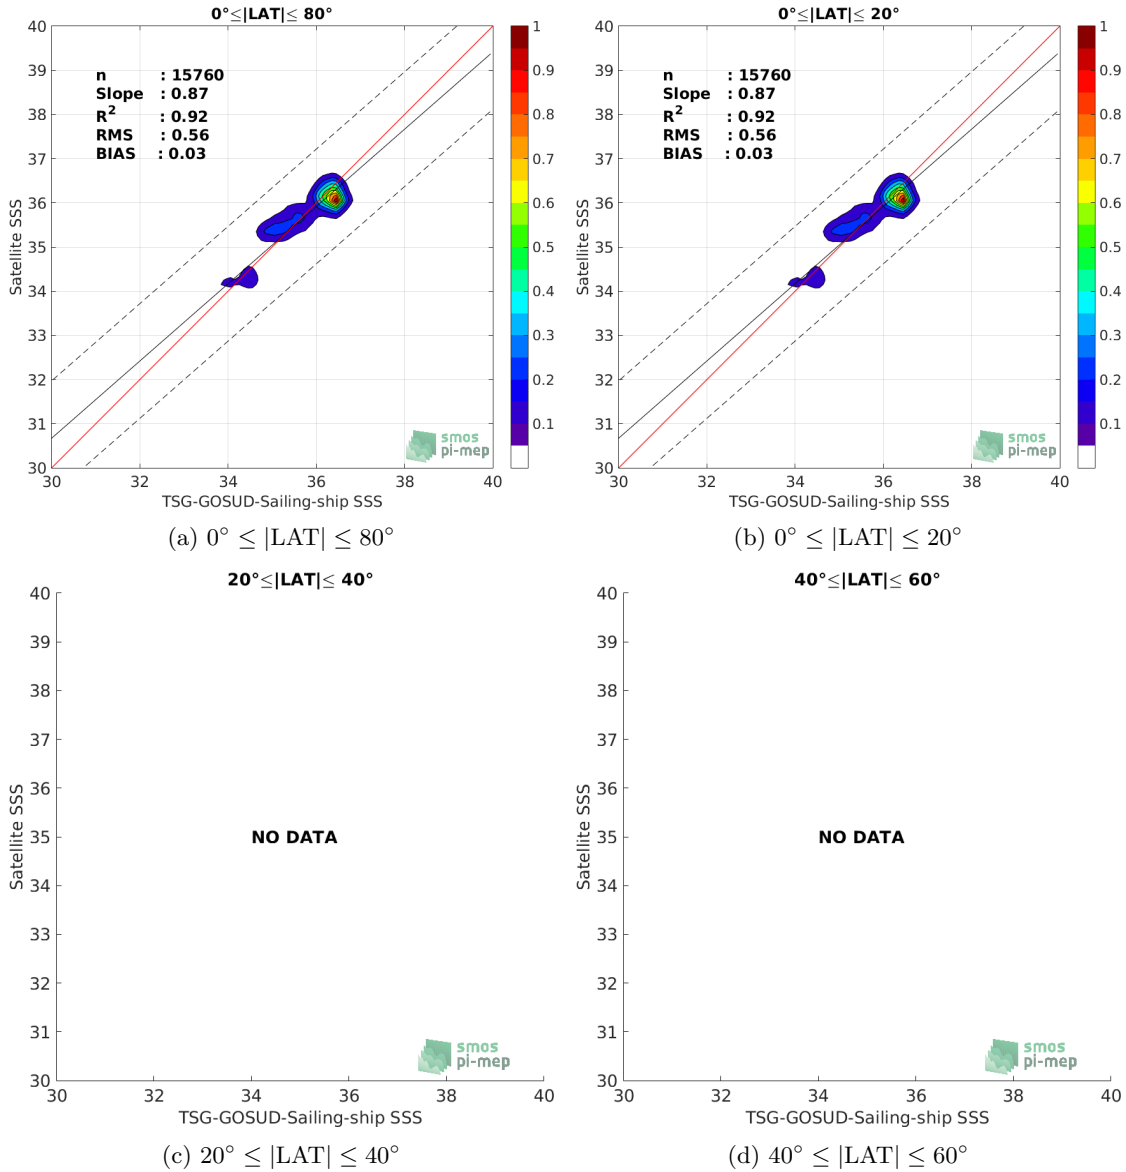 0°≤|LAT|≤ 80°
40
39
38
37
36
35
34
33
32
31
30
Satellite SSS
n : 15760
Slope : 0.87
R² : 0.92
RMS : 0.56
BIAS : 0.03
1
0.9
0.8
0.7
0.6
0.5
0.4
0.3
0.2
0.1
smos
pi-mep
30 32 34 36 38 40
TSG-GOSUD-Sailing-ship SSS
(a) 0° ≤ |LAT| ≤ 80°
0°≤|LAT|≤ 20°
40
39
38
37
36
35
34
33
32
31
30
Satellite SSS
n : 15760
Slope : 0.87
R² : 0.92
RMS : 0.56
BIAS : 0.03
1
0.9
0.8
0.7
0.6
0.5
0.4
0.3
0.2
0.1
smos
pi-mep
30 32 34 36 38 40
TSG-GOSUD-Sailing-ship SSS
(b) 0° ≤ |LAT| ≤ 20°
20°≤|LAT|≤ 40°
40
39
38
37
36
35
34
33
32
31
30
Satellite SSS
NO DATA
smos
pi-mep
30 32 34 36 38 40
TSG-GOSUD-Sailing-ship SSS
(c) 20° ≤ |LAT| ≤ 40°
40°≤|LAT|≤ 60°
40
39
38
37
36
35
34
33
32
31
30
Satellite SSS
NO DATA
smos
pi-mep
30 32 34 36 38 40
TSG-GOSUD-Sailing-ship SSS
(d) 40° ≤ |LAT| ≤ 60°